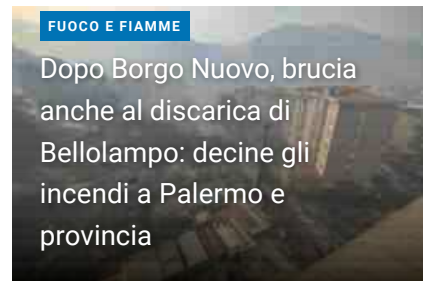 FUOCO E FIAMME
Dopo Borgo Nuovo, brucia
anche al discarica di
Bellolampo: decine gli
incendi a Palermo e
provincia